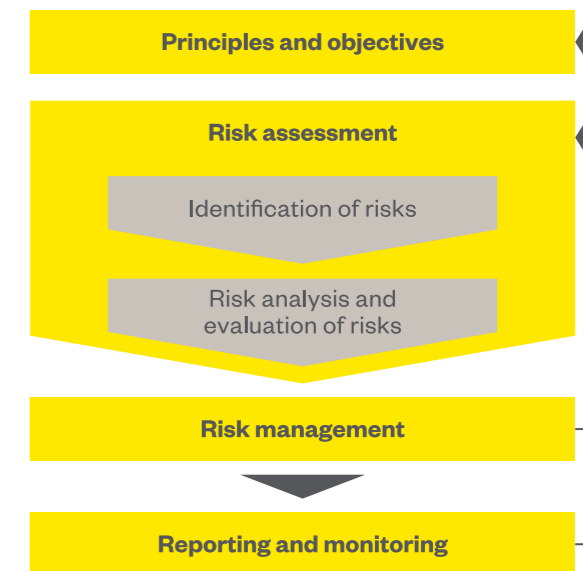 Principles and objectives
Risk assessment
Identification of risks
Risk analysis and
evaluation of risks
Risk management
Reporting and monitoring